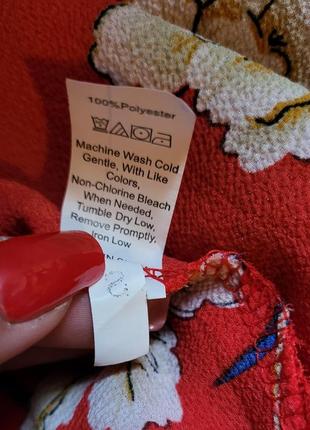 100%Polyester
Machine Wash Cold
Gentle, With Like
Colors,
Non-Chlorine Bleach
When Needed,
Tumble Dry Low,
Remove Promptly,
Iron Low